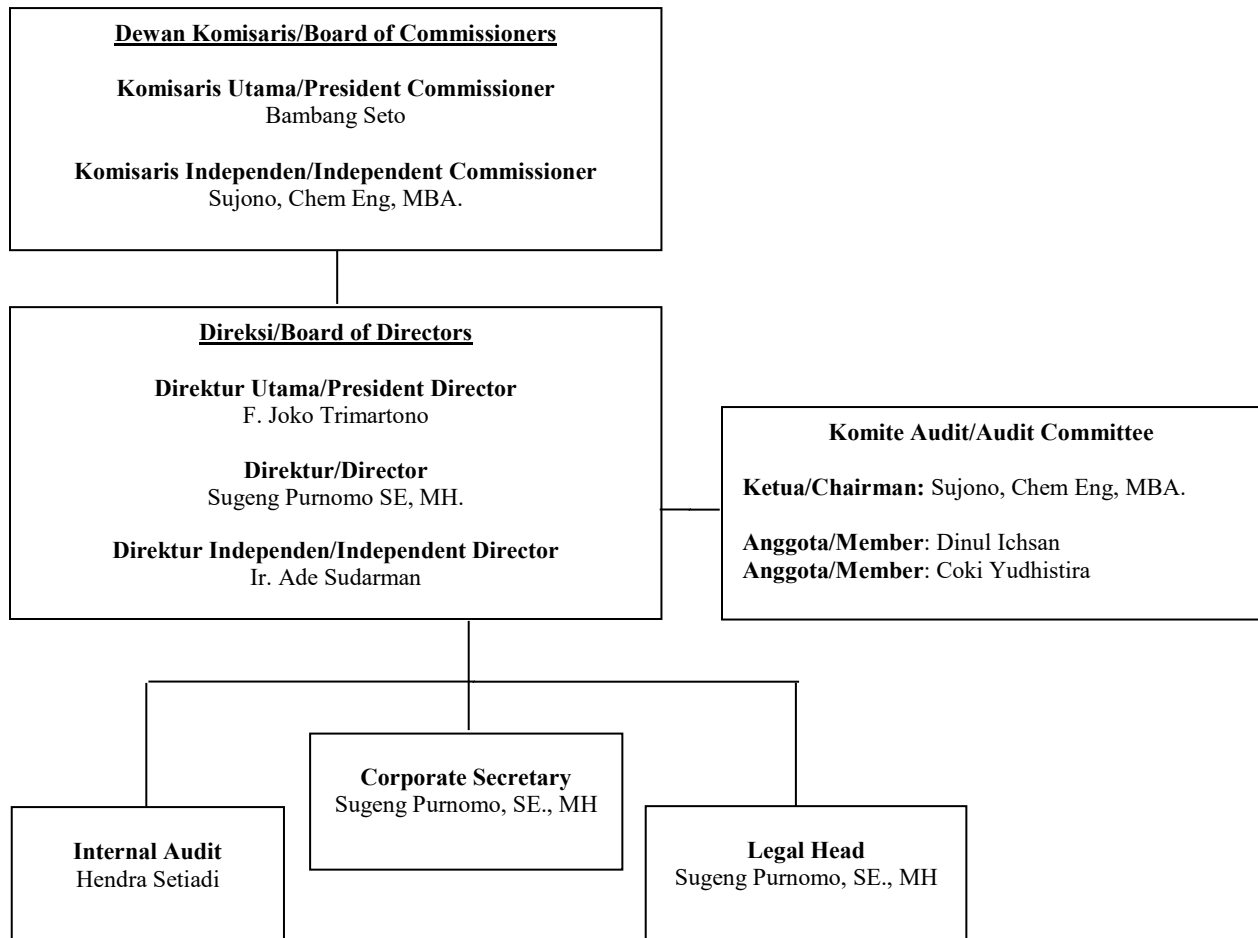 Dewan Komisaris/Board of Commissioners
Komisaris Utama/President Commissioner
Bambang Seto
Komisaris Independen/Independent Commissioner
Sujono, Chem Eng, MBA.
Direksi/Board of Directors
Direktur Utama/President Director
F. Joko Trimartono
Direktur/Director
Sugeng Purnomo SE, MH.
Direktur Independen/Independent Director
Ir. Ade Sudarman
Komite Audit/Audit Committee
Ketua/Chairman: Sujono, Chem Eng, MBA.
Anggota/Member: Dinul Ichsan
Anggota/Member: Coki Yudhistira
Corporate Secretary
Sugeng Purnomo, SE., MH
Internal Audit
Hendra Setiadi
Legal Head
Sugeng Purnomo, SE., MH